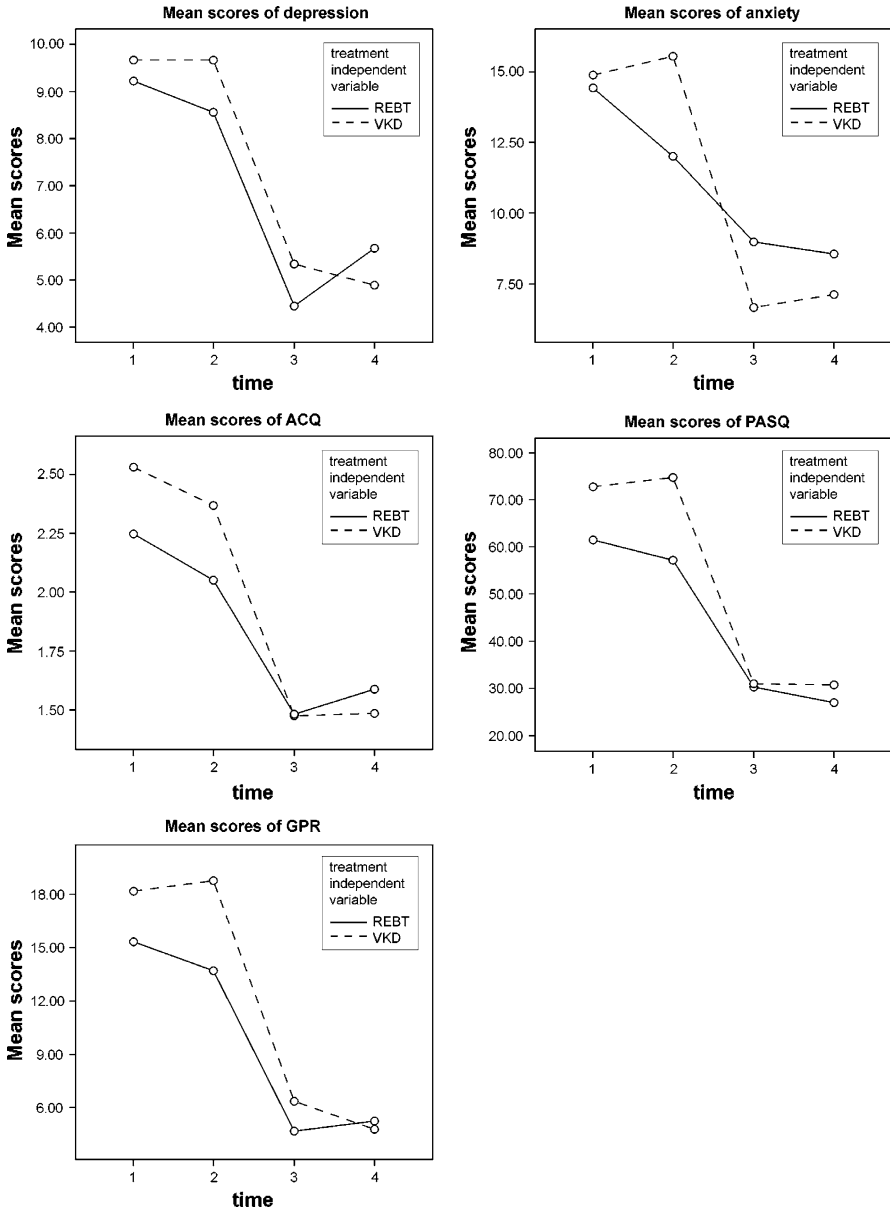 Mean scores of depression
10.00
9.00
8.00
7.00
6.00
5.00
4.00
Mean scores
1 2 3 4
time
treatment
independent
variable
REBT
VKD
Mean scores of anxiety
15.00
12.50
10.00
7.50
Mean scores
1 2 3 4
time
treatment
independent
variable
REBT
VKD
Mean scores of ACQ
2.50
2.25
2.00
1.75
1.50
Mean scores
1 2 3 4
time
treatment
independent
variable
REBT
VKD
Mean scores of PASQ
80.00
70.00
60.00
50.00
40.00
30.00
20.00
Mean scores
1 2 3 4
time
treatment
independent
variable
REBT
VKD
Mean scores of GPR
18.00
15.00
12.00
9.00
6.00
Mean scores
1 2 3 4
time
treatment
independent
variable
REBT
VKD